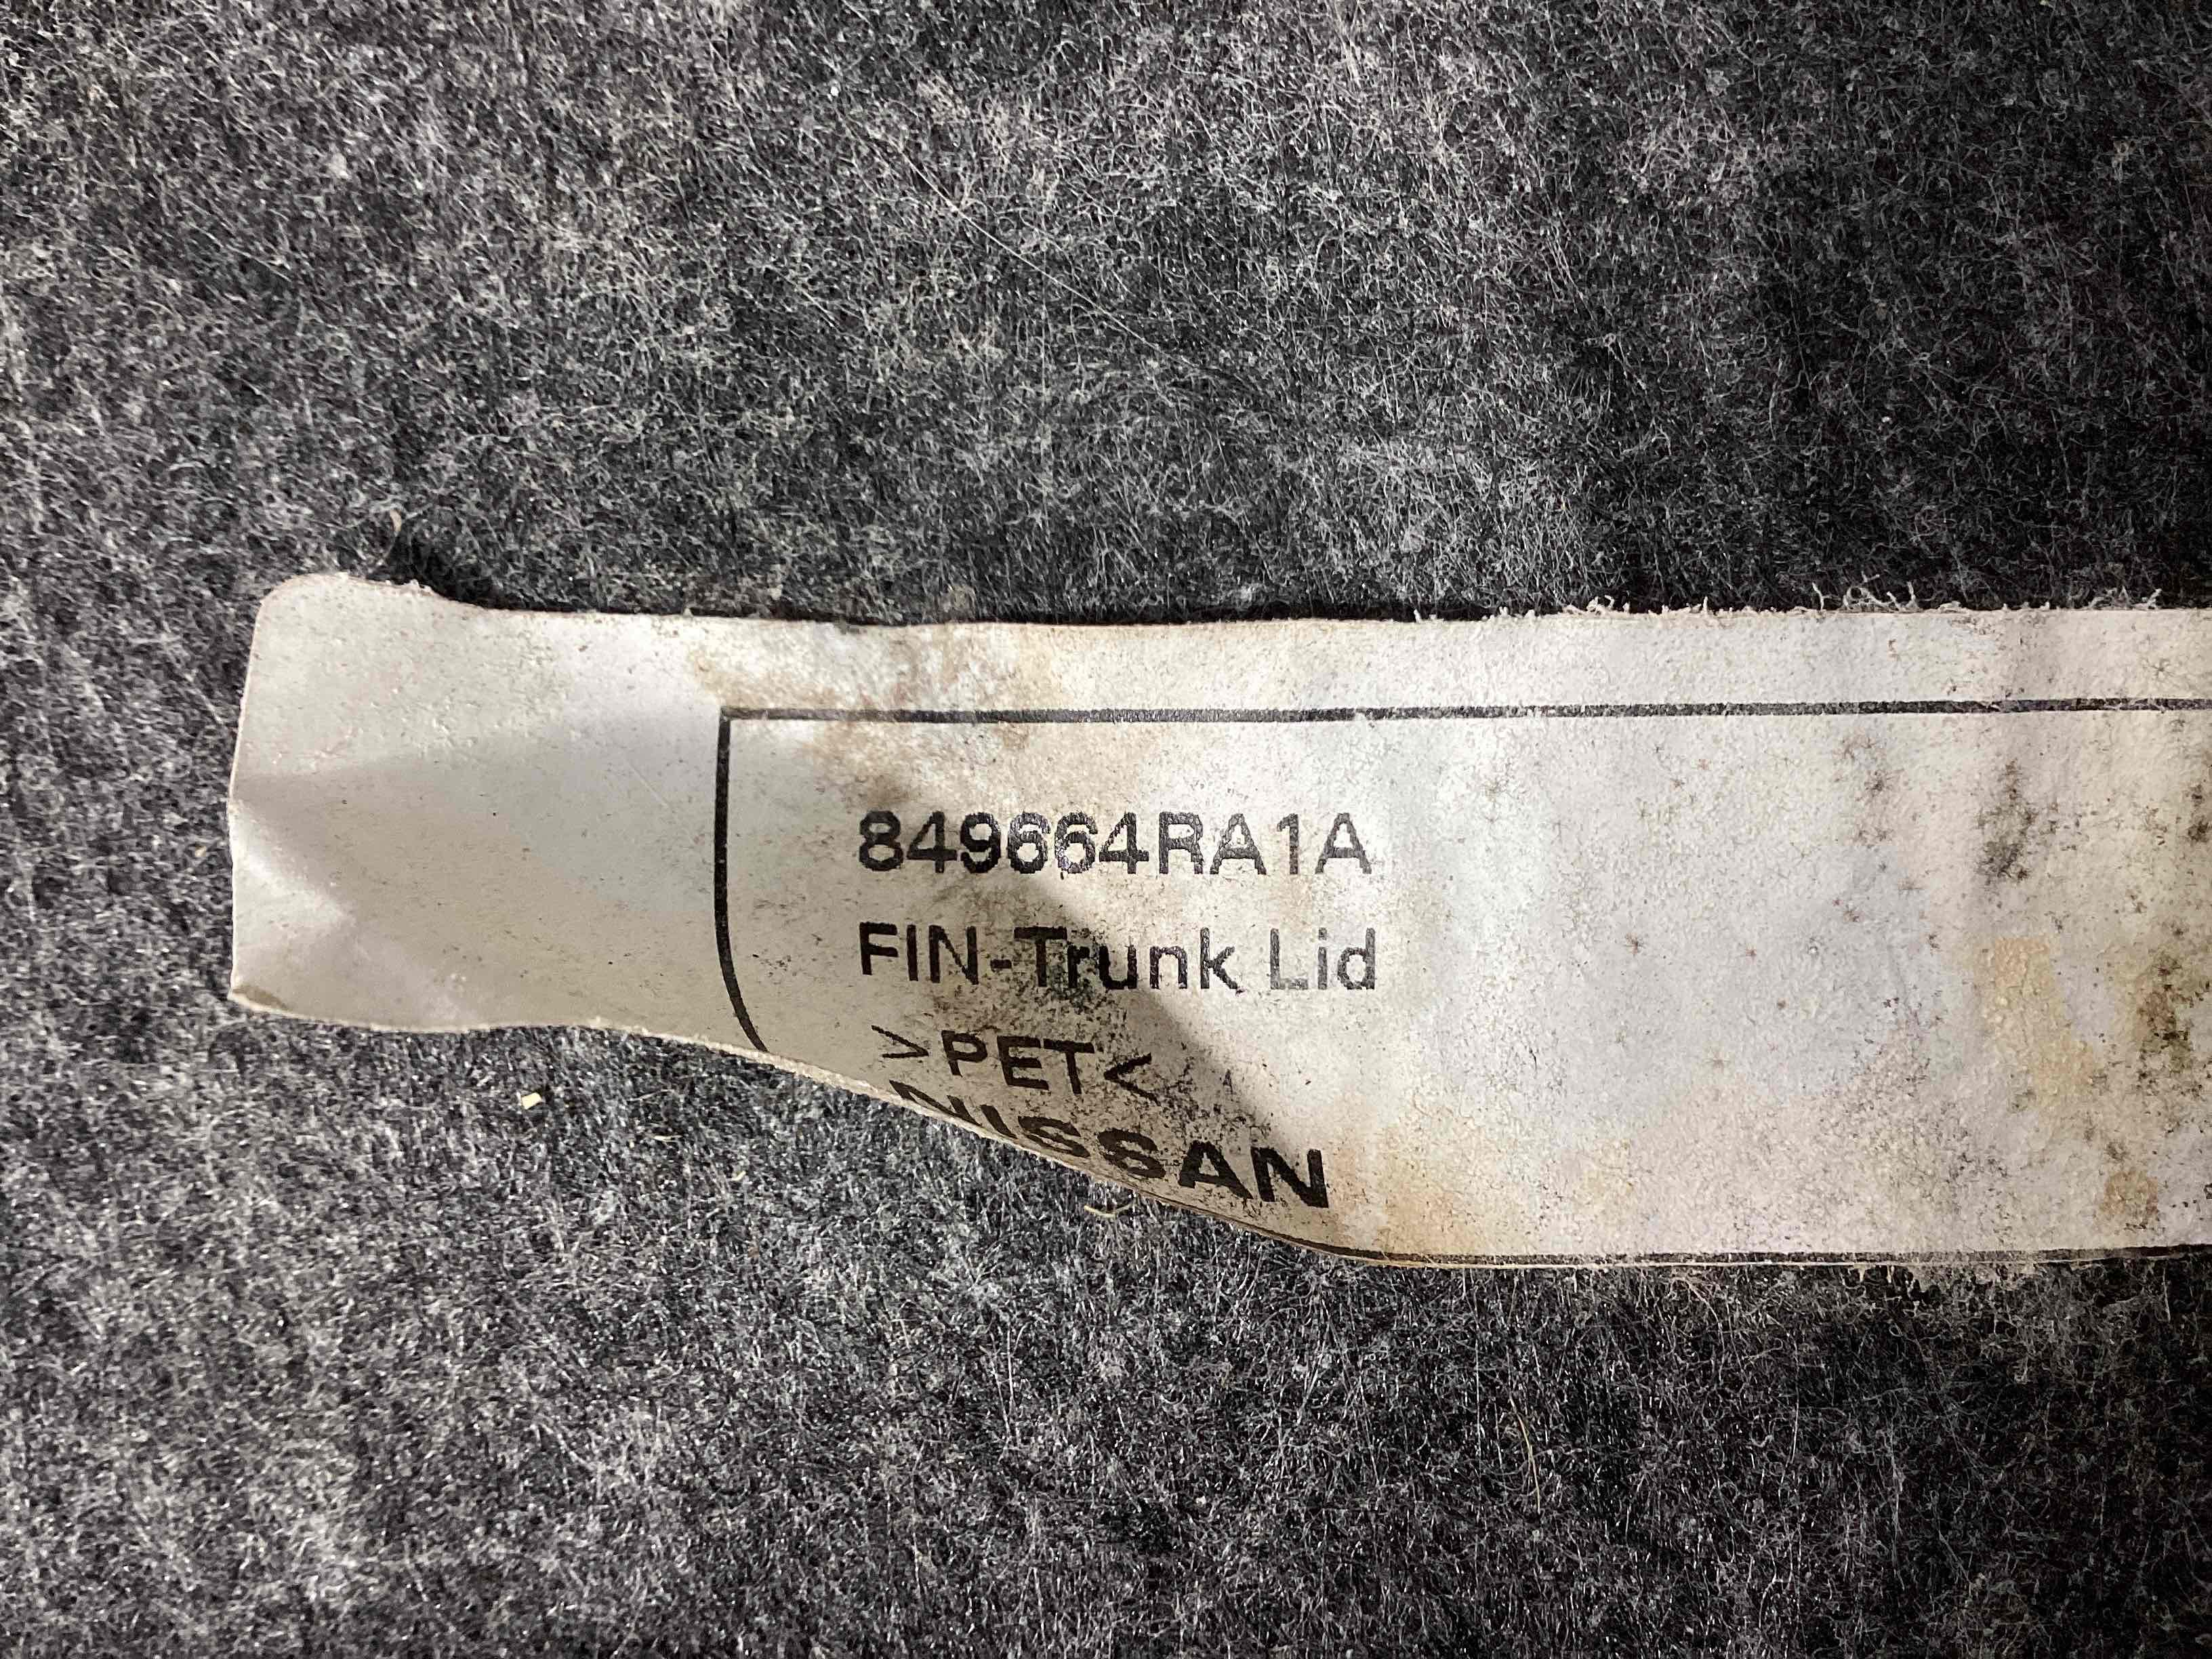 849664RA1A
FIN-Trunk Lid
>PET<
NISSAN